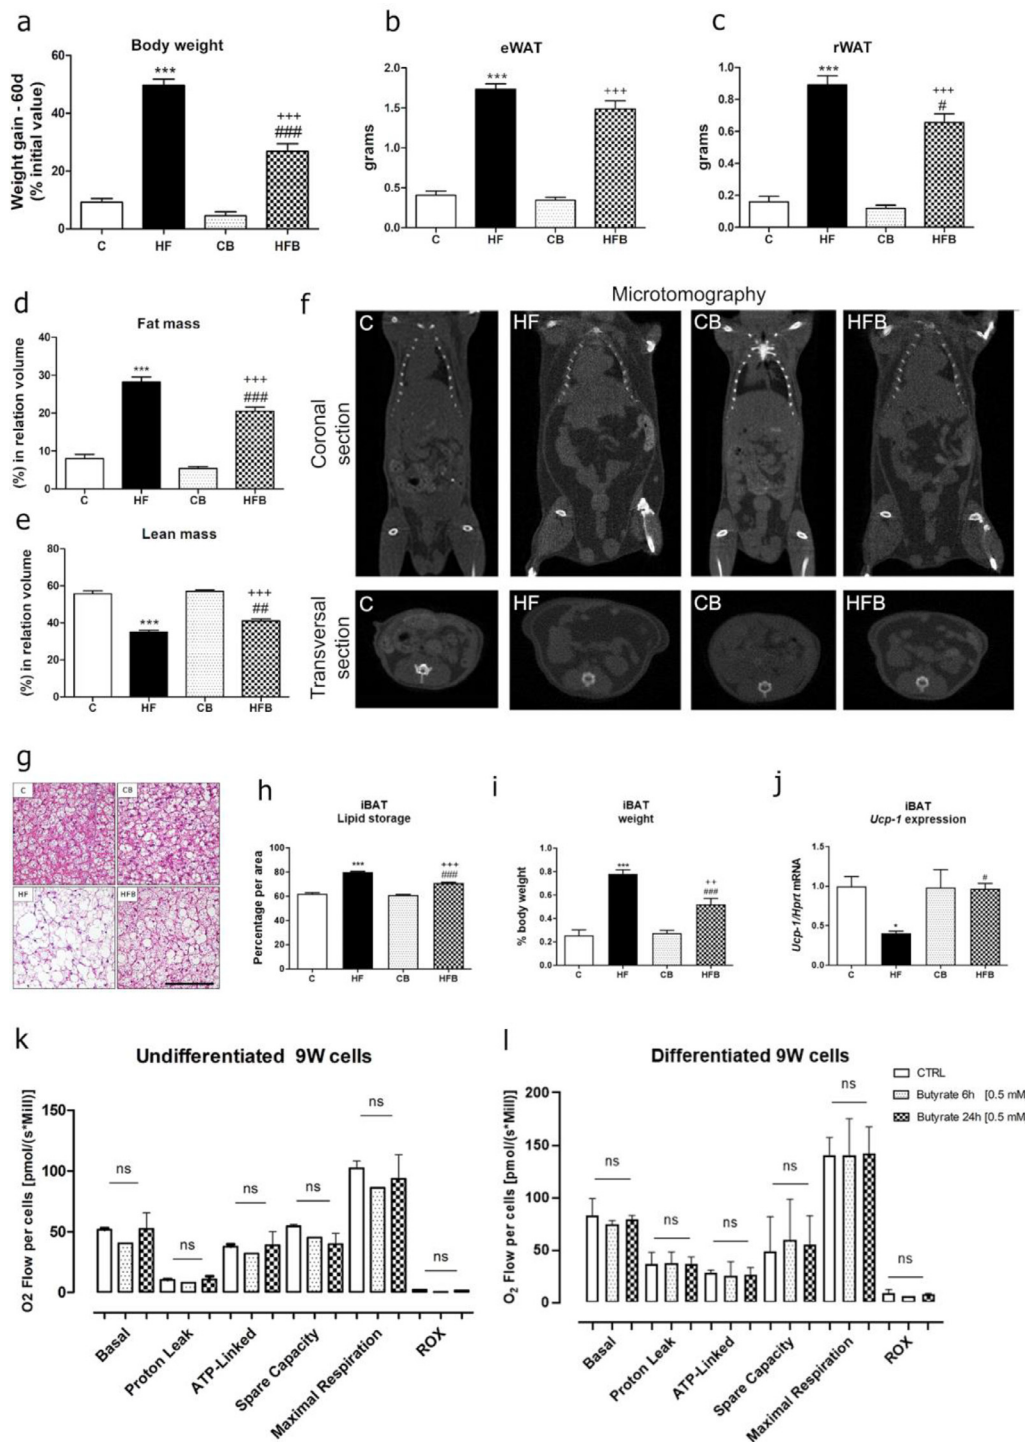 a
Body weight
Weight gain - 60d
(% initial value)
60
40
20
0
***
+++
###
C HF CB HFB
b
eWAT
grams
2.0
1.5
1.0
0.5
0.0
***
+++
C HF CB HFB
c
rWAT
grams
1.0
0.8
0.6
0.4
0.2
0.0
***
+++
#
C HF CB HFB
d
Fat mass
(%) in relation volume
40
30
20
10
0
***
+++
###
C HF CB HFB
e
Lean mass
(%) in relation volume
80
60
40
20
0
***
+++
##
C HF CB HFB
f
Microtomography
Coronal
section
C HF CB HFB
Transversal
section
C HF CB HFB
g
C CB
HF HFB
h
iBAT
Lipid storage
Percentage per area
100
80
60
40
20
0
***
+++
###
C HF CB HFB
i
iBAT
weight
% body weight
1.0
0.8
0.6
0.4
0.2
0.0
***
++
###
C HF CB HFB
j
iBAT
Ucp-1 expression
Ucp-1/Hprt mRNA
1.5
1.0
0.5
0.0
*
#
C HF CB HFB
k
Undifferentiated 9W cells
O2 Flow per cells [pmol/(s*Mill)]
150
100
50
0
ns ns ns ns ns ns
Basal
Proton Leak
ATP-Linked
Spare Capacity
Maximal Respiration
ROX
l
Differentiated 9W cells
O2 Flow per cells [pmol/(s*Mill)]
200
150
100
50
0
ns ns ns ns ns ns
Basal
Proton Leak
ATP-Linked
Spare Capacity
Maximal Respiration
ROX
CTRL
Butyrate 6h [0.5 mM
Butyrate 24h [0.5 mM